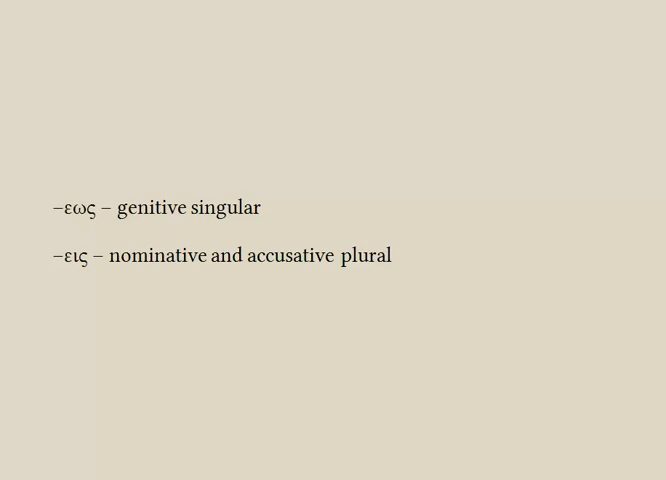 –εως – genitive singular
–εις – nominative and accusative plural